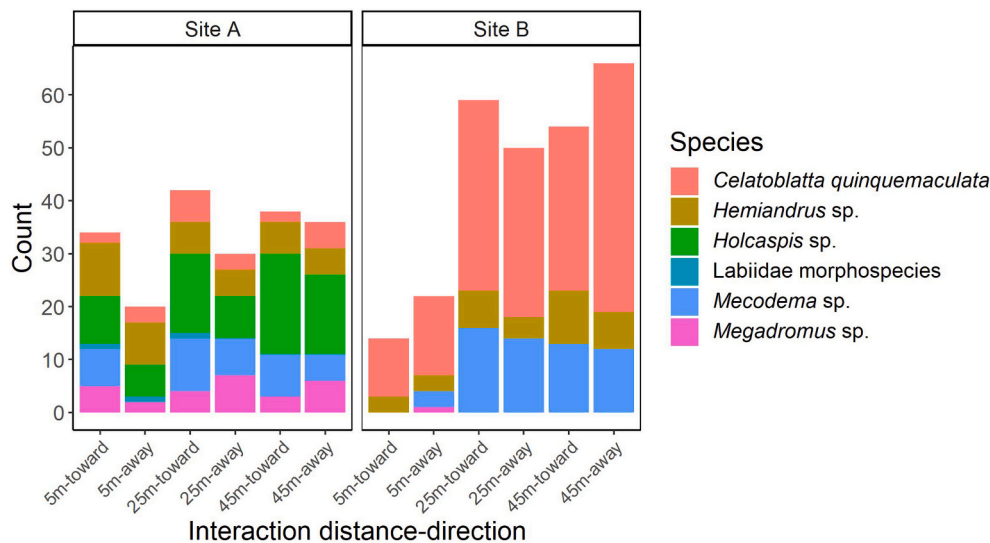 Site A
Site B
Count
60
50
40
30
20
10
0
5m-toward
5m-away
25m-toward
25m-away
45m-toward
45m-away
5m-toward
5m-away
25m-toward
25m-away
45m-toward
45m-away
Interaction distance-direction
Species
Celatoblatta quinquemaculata
Hemiandrus sp.
Holcaspis sp.
Labiidae morphospecies
Mecodema sp.
Megadromus sp.